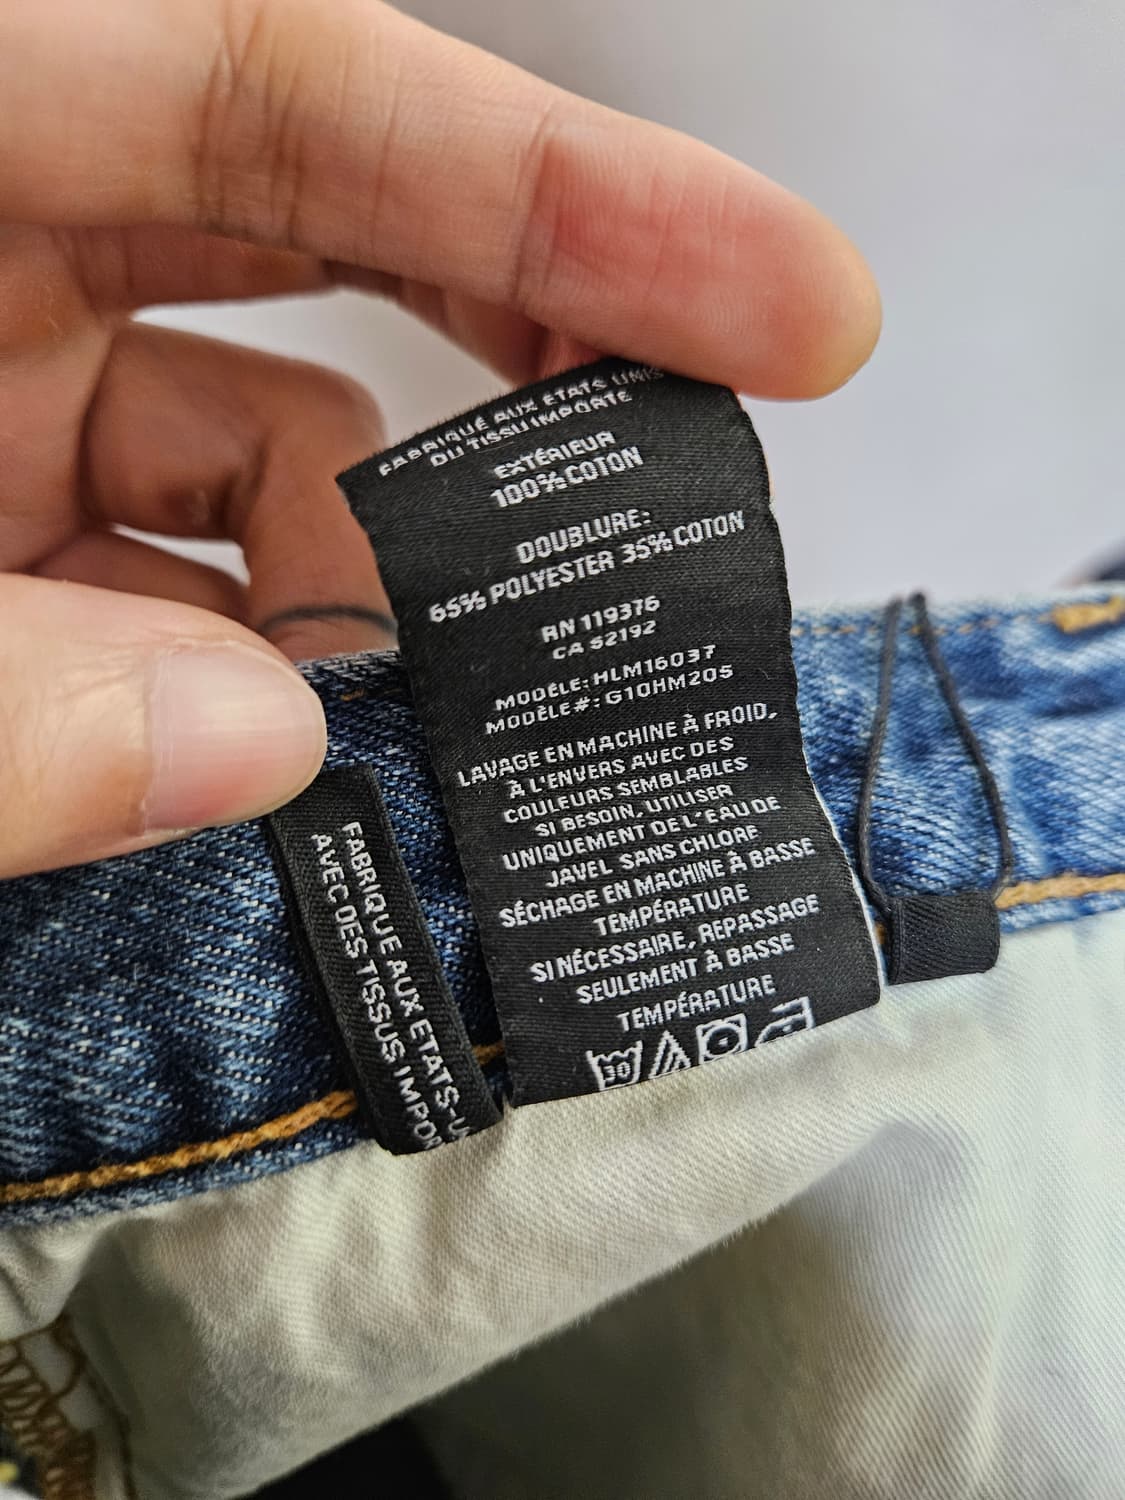 FABRIQUÉ AUX ETATS UNIS
DU TISSU IMPORTE
EXTÉRIEUR
100% COTON
DOUBLURE:
65% POLYESTER 35% COTON
RN 119376
CA 52192
MODÈLE: HLM16037
MODÈLE#: G10HM205
LAVAGE EN MACHINE À FROID,
À L'ENVERS AVEC DES
COULEURS SEMBLABLES
SI BESOIN, UTILISER
UNIQUEMENT DE L'EAU DE
JAVEL SANS CHLORE
SÉCHAGE EN MACHINE À BASSE
TEMPÉRATURE
SI NÉCESSAIRE, REPASSAGE
SEULEMENT À BASSE
TEMPÉRATURE
30
FABRIQUE AUX ETATS-U
AVEC DES TISSUS IMPOR